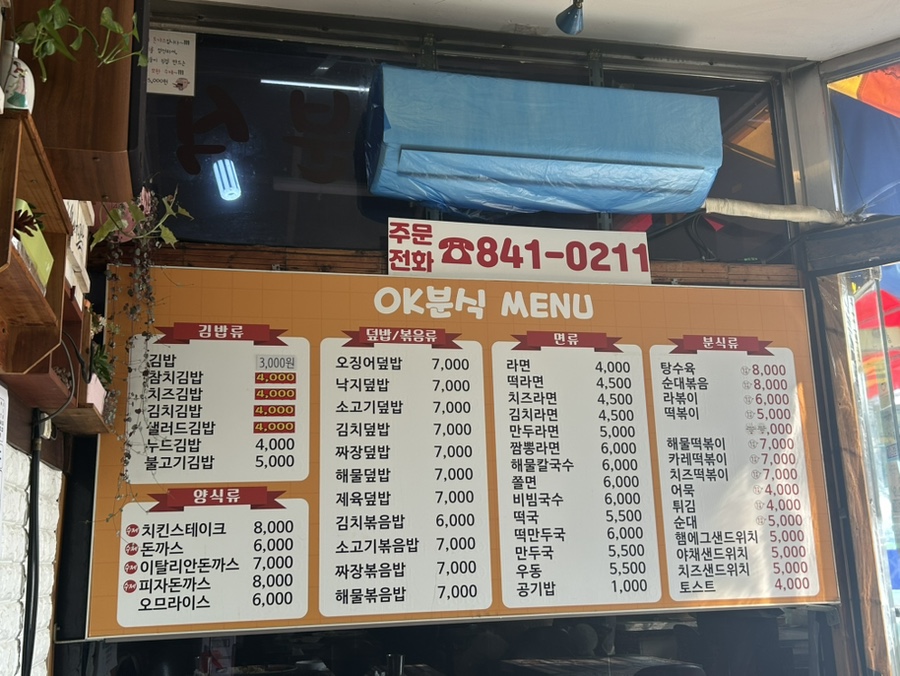 주문
전화 ☎841-0211
OK분식 MENU
김밥류
김밥 3,000원
참치김밥 4,000
치즈김밥 4,000
김치김밥 4,000
샐러드김밥 4,000
누드김밥 4,000
불고기김밥 5,000
양식류
수제 치킨스테이크 8,000
수제 돈까스 6,000
수제 이탈리안돈까스 7,000
수제 피자돈까스 8,000
오므라이스 6,000
덮밥/볶음류
오징어덮밥 7,000
낙지덮밥 7,000
소고기덮밥 7,000
김치덮밥 7,000
짜장덮밥 7,000
해물덮밥 7,000
제육덮밥 7,000
김치볶음밥 6,000
소고기볶음밥 7,000
짜장볶음밥 7,000
해물볶음밥 7,000
면류
라면 4,000
떡라면 4,500
치즈라면 4,500
김치라면 4,500
만두라면 5,000
짬뽕라면 6,000
해물칼국수 6,000
쫄면 6,000
비빔국수 6,000
떡국 5,500
떡만두국 6,000
만두국 5,500
우동 5,500
공기밥 1,000
분식류
탕수육 8,000
순대볶음 8,000
라볶이 6,000
떡볶이 5,000
,000
해물떡볶이 7,000
카레떡볶이 7,000
치즈떡볶이 7,000
어묵 4,000
튀김 4,000
순대 5,000
햄에그샌드위치 5,000
야채샌드위치 5,000
치즈샌드위치 5,000
토스트 4,000